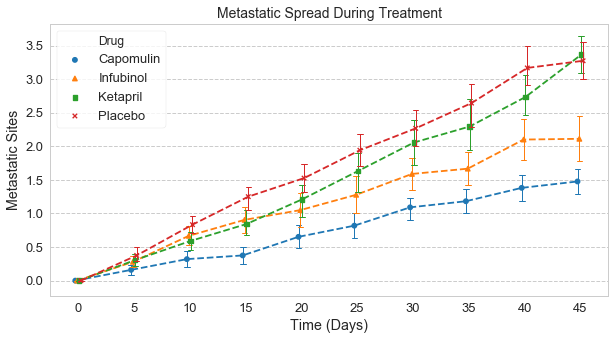 Metastatic Spread During Treatment
Metastatic Sites
3.5
3.0
2.5
2.0
1.5
1.0
0.5
0.0
Drug
Capomulin
Infubinol
Ketapril
Placebo
0 5 10 15 20 25 30 35 40 45
Time (Days)